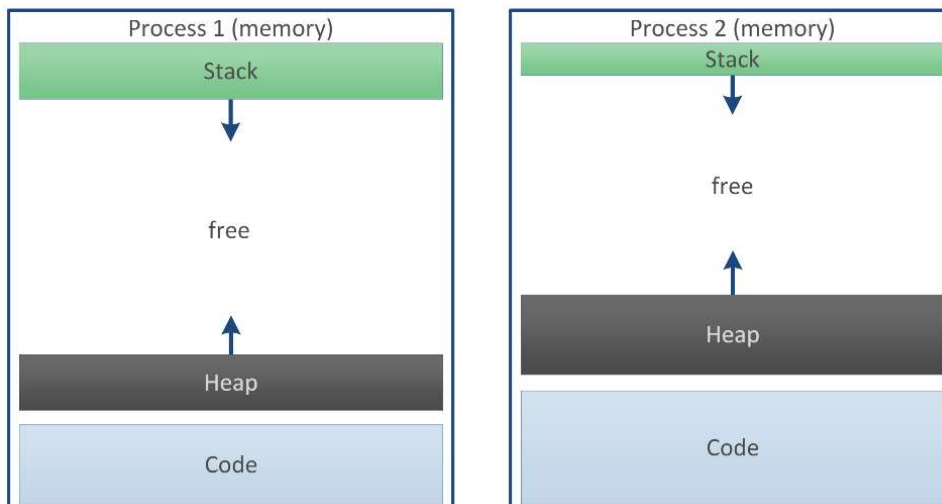 Process 1 (memory)
Stack
free
Heap
Code
Process 2 (memory)
Stack
free
Heap
Code